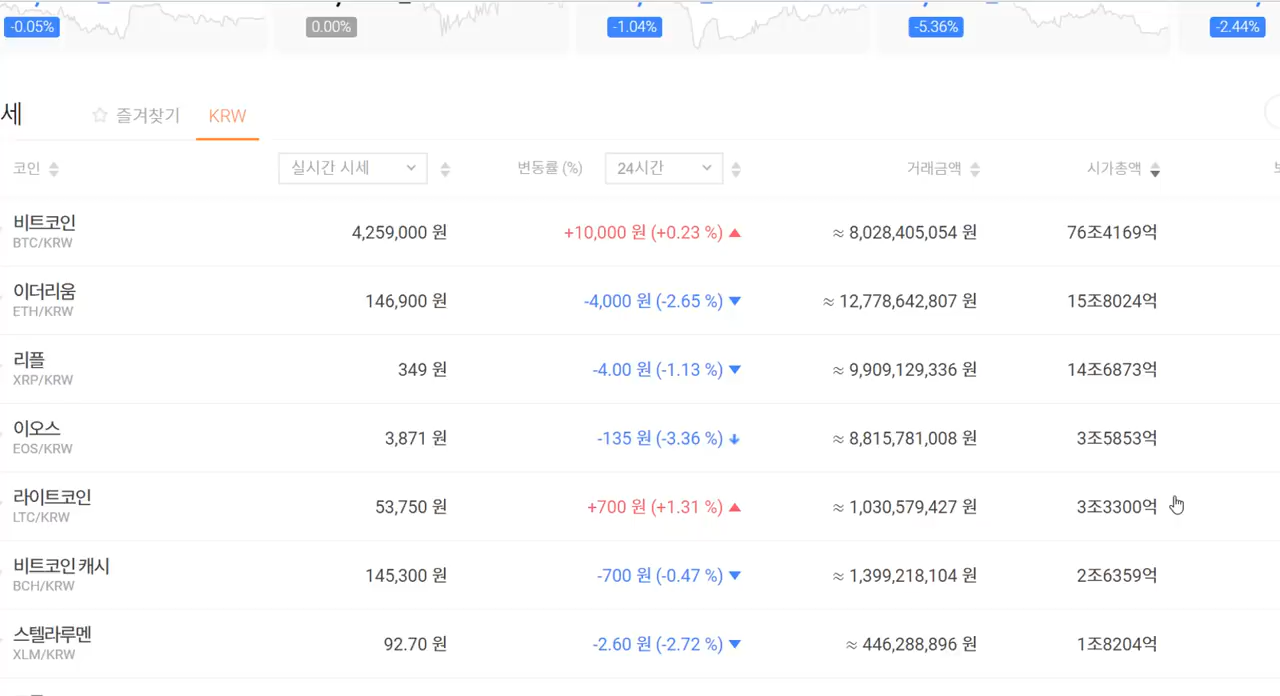 -0.05% 0.00% -1.04% -5.36% -2.44%
세 즐겨찾기 KRW
코인 실시간 시세 변동률 (%) 24시간 거래금액 시가총액
비트코인
BTC/KRW
4,259,000 원 +10,000 원 (+0.23 %) ≈ 8,028,405,054 원 76조4169억
이더리움
ETH/KRW
146,900 원 -4,000 원 (-2.65 %) ≈ 12,778,642,807 원 15조8024억
리플
XRP/KRW
349 원 -4.00 원 (-1.13 %) ≈ 9,909,129,336 원 14조6873억
이오스
EOS/KRW
3,871 원 -135 원 (-3.36 %) ≈ 8,815,781,008 원 3조5853억
라이트코인
LTC/KRW
53,750 원 +700 원 (+1.31 %) ≈ 1,030,579,427 원 3조3300억
비트코인 캐시
BCH/KRW
145,300 원 -700 원 (-0.47 %) ≈ 1,399,218,104 원 2조6359억
스텔라루멘
XLM/KRW
92.70 원 -2.60 원 (-2.72 %) ≈ 446,288,896 원 1조8204억